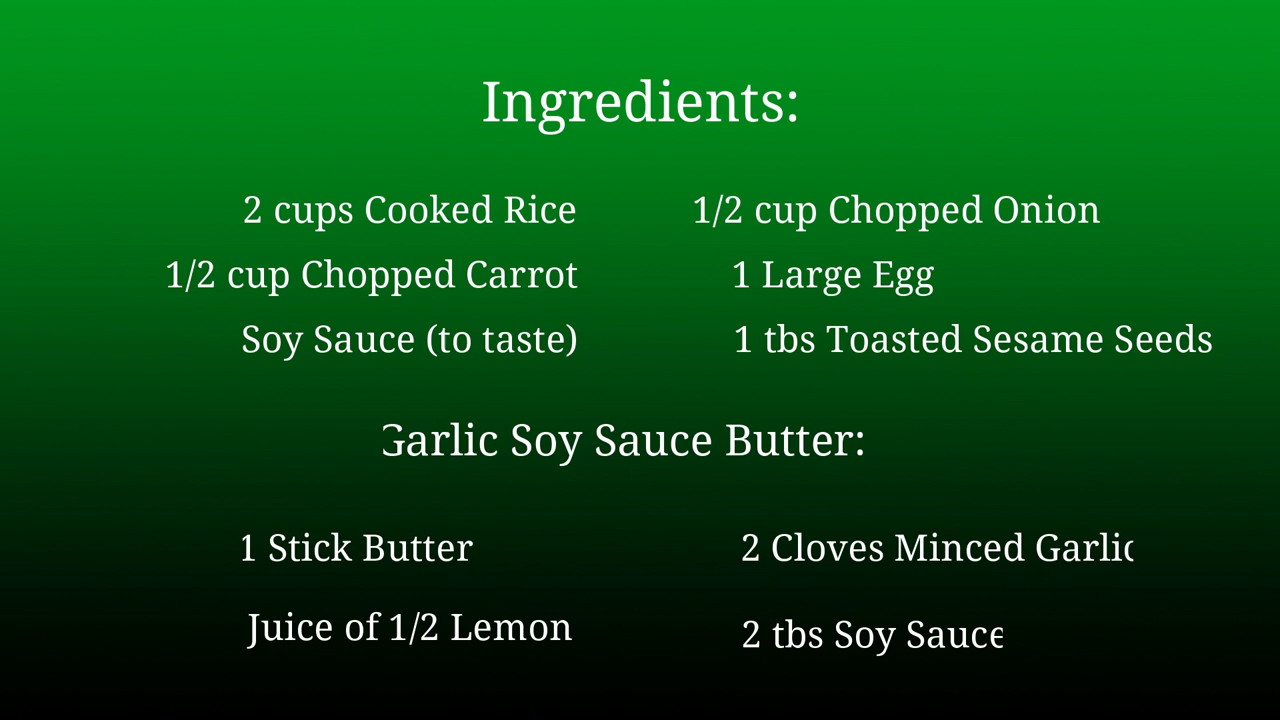 Ingredients:
2 cups Cooked Rice
1/2 cup Chopped Onion
1/2 cup Chopped Carrot
1 Large Egg
Soy Sauce (to taste)
1 tbs Toasted Sesame Seeds
Garlic Soy Sauce Butter:
1 Stick Butter
2 Cloves Minced Garlic
Juice of 1/2 Lemon
2 tbs Soy Sauce